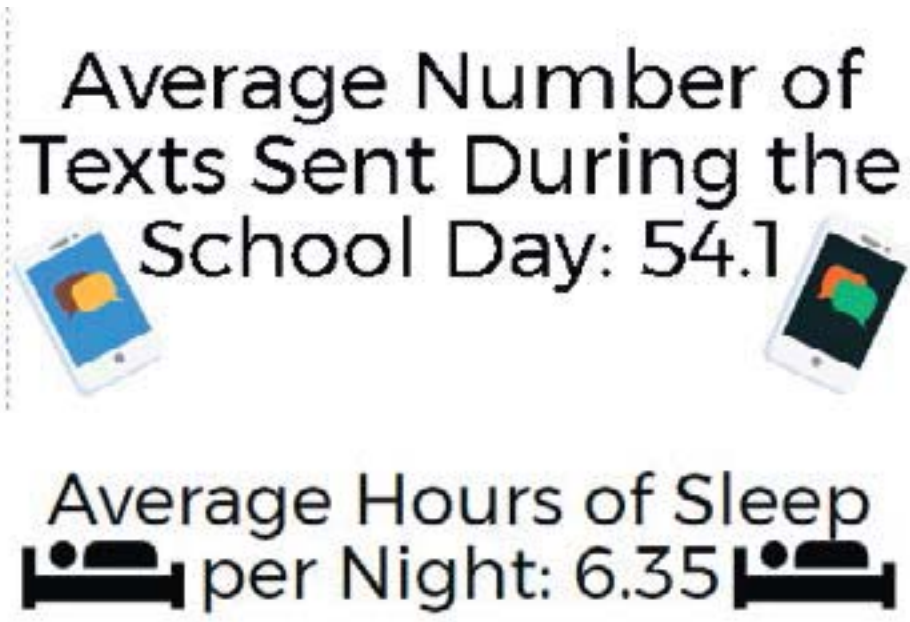 Average Number of
Texts Sent During the
School Day: 54.1
Average Hours of Sleep
per Night: 6.35